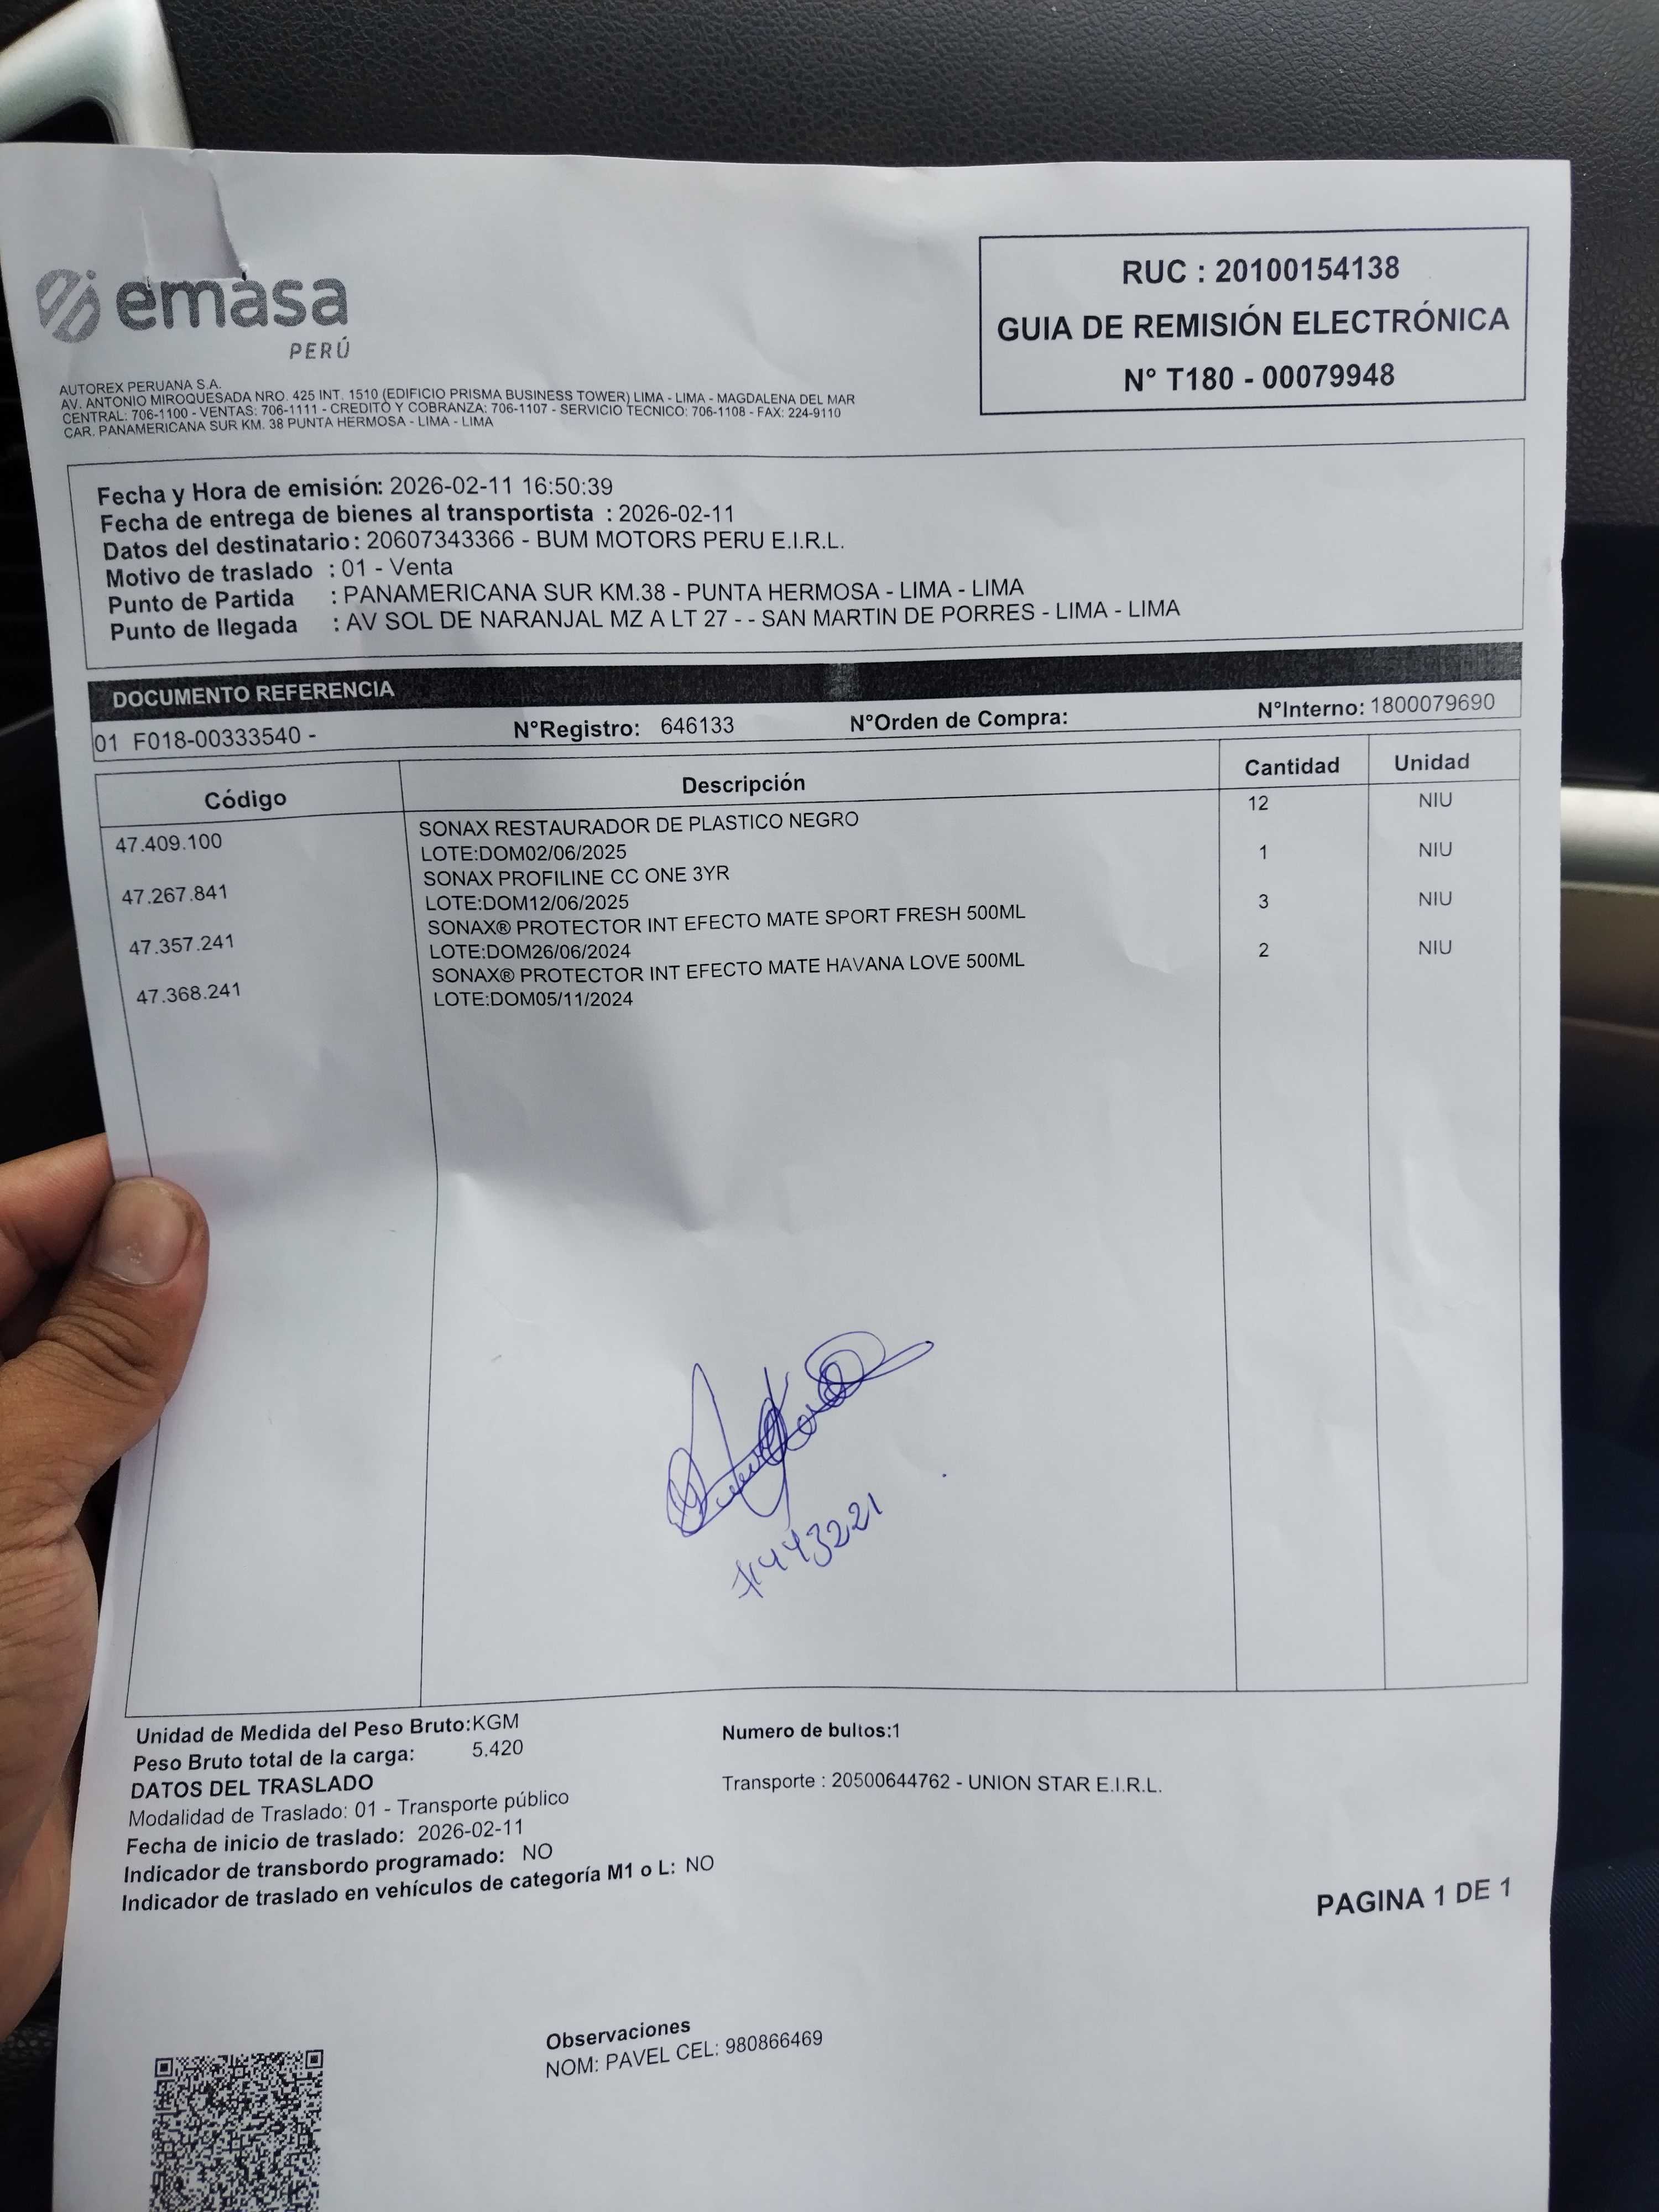 emasa
PERÚ
RUC : 20100154138
GUIA DE REMISIÓN ELECTRÓNICA
N° T180 - 00079948
AUTOREX PERUANA S.A.
AV. ANTONIO MIROQUESADA NRO. 425 INT. 1510 (EDIFICIO PRISMA BUSINESS TOWER) LIMA - LIMA - MAGDALENA DEL MAR
CENTRAL: 706-1100 - VENTAS: 706-1111 - CREDITO Y COBRANZA: 706-1107 - SERVICIO TECNICO: 706-1108 - FAX: 224-9110
CAR. PANAMERICANA SUR KM. 38 PUNTA HERMOSA - LIMA - LIMA
Fecha y Hora de emisión: 2026-02-11 16:50:39
Fecha de entrega de bienes al transportista : 2026-02-11
Datos del destinatario: 20607343366 - BUM MOTORS PERU E.I.R.L.
Motivo de traslado : 01 - Venta
Punto de Partida : PANAMERICANA SUR KM.38 - PUNTA HERMOSA - LIMA - LIMA
Punto de llegada : AV SOL DE NARANJAL MZ A LT 27 - - SAN MARTIN DE PORRES - LIMA - LIMA
DOCUMENTO REFERENCIA
01 F018-00333540 - N°Registro: 646133 N°Orden de Compra: N°Interno: 1800079690
Código Descripción Cantidad Unidad
47.409.100 SONAX RESTAURADOR DE PLASTICO NEGRO 12 NIU
LOTE:DOM02/06/2025
47.267.841 SONAX PROFILINE CC ONE 3YR 1 NIU
LOTE:DOM12/06/2025
47.357.241 SONAX® PROTECTOR INT EFECTO MATE SPORT FRESH 500ML 3 NIU
LOTE:DOM26/06/2024
47.368.241 SONAX® PROTECTOR INT EFECTO MATE HAVANA LOVE 500ML 2 NIU
LOTE:DOM05/11/2024
Unidad de Medida del Peso Bruto:KGM Numero de bultos:1
Peso Bruto total de la carga: 5.420
DATOS DEL TRASLADO Transporte : 20500644762 - UNION STAR E.I.R.L.
Modalidad de Traslado: 01 - Transporte público
Fecha de inicio de traslado: 2026-02-11
Indicador de transbordo programado: NO
Indicador de traslado en vehículos de categoría M1 o L: NO
PAGINA 1 DE 1
Observaciones
NOM: PAVEL CEL: 980866469